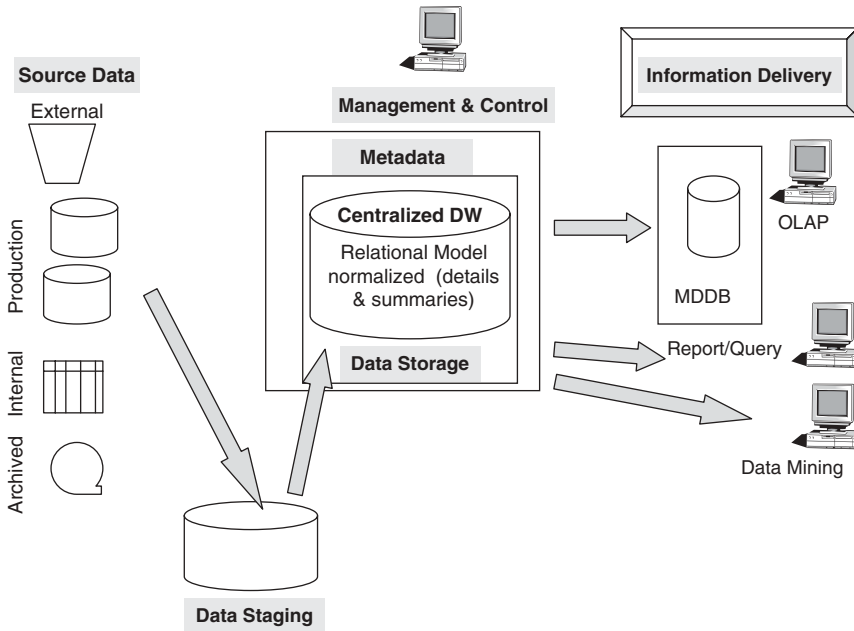 Source Data
External
Production
Internal
Archived
Data Staging
Management & Control
Metadata
Centralized DW
Relational Model
normalized (details
& summaries)
Data Storage
Information Delivery
OLAP
MDDB
Report/Query
Data Mining